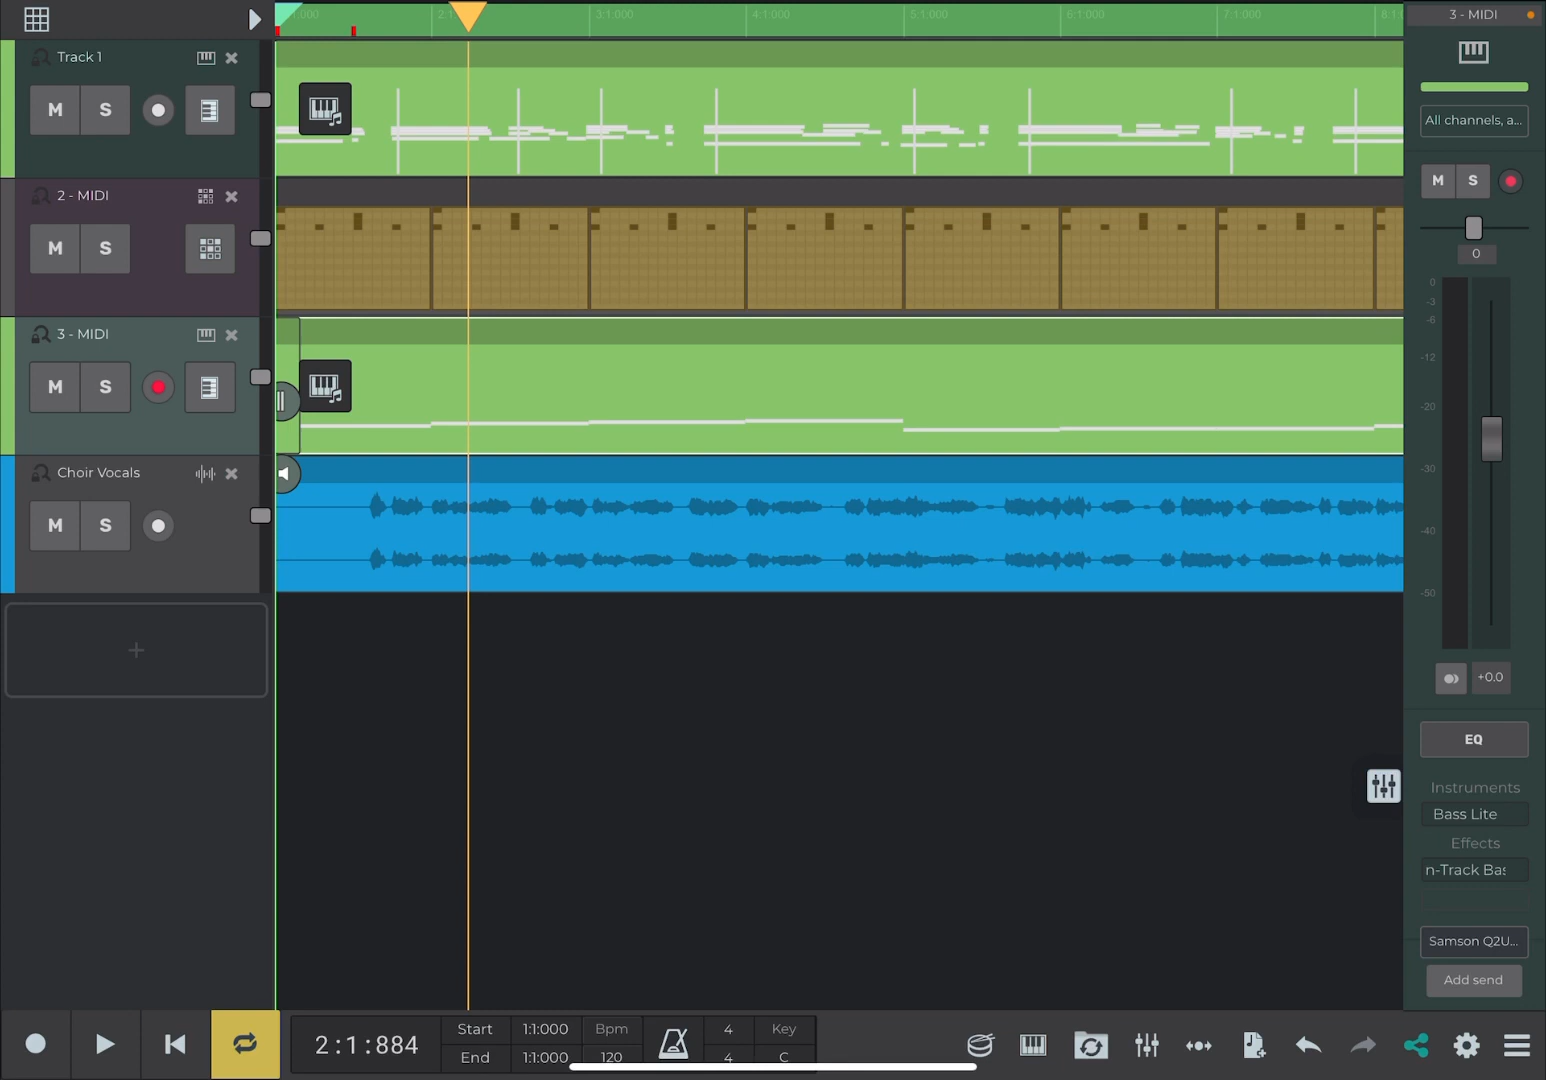 1:000
2:1
3:1:000
4:1:000
5:1:000
6:1:000
7:1:000
8:1:
3 - MIDI
Track 1
M S
All channels, a...
M S
2 - MIDI
M S
0
0
-3
-6
-12
-20
-30
-40
-50
3 - MIDI
M S
Choir Vocals
M S
+
+0.0
EQ
Instruments
Bass Lite
Effects
n-Track Bas
Samson Q2U...
Add send
2:1:884
Start 1:1:000 Bpm 4 Key
End 1:1:000 120 4 C